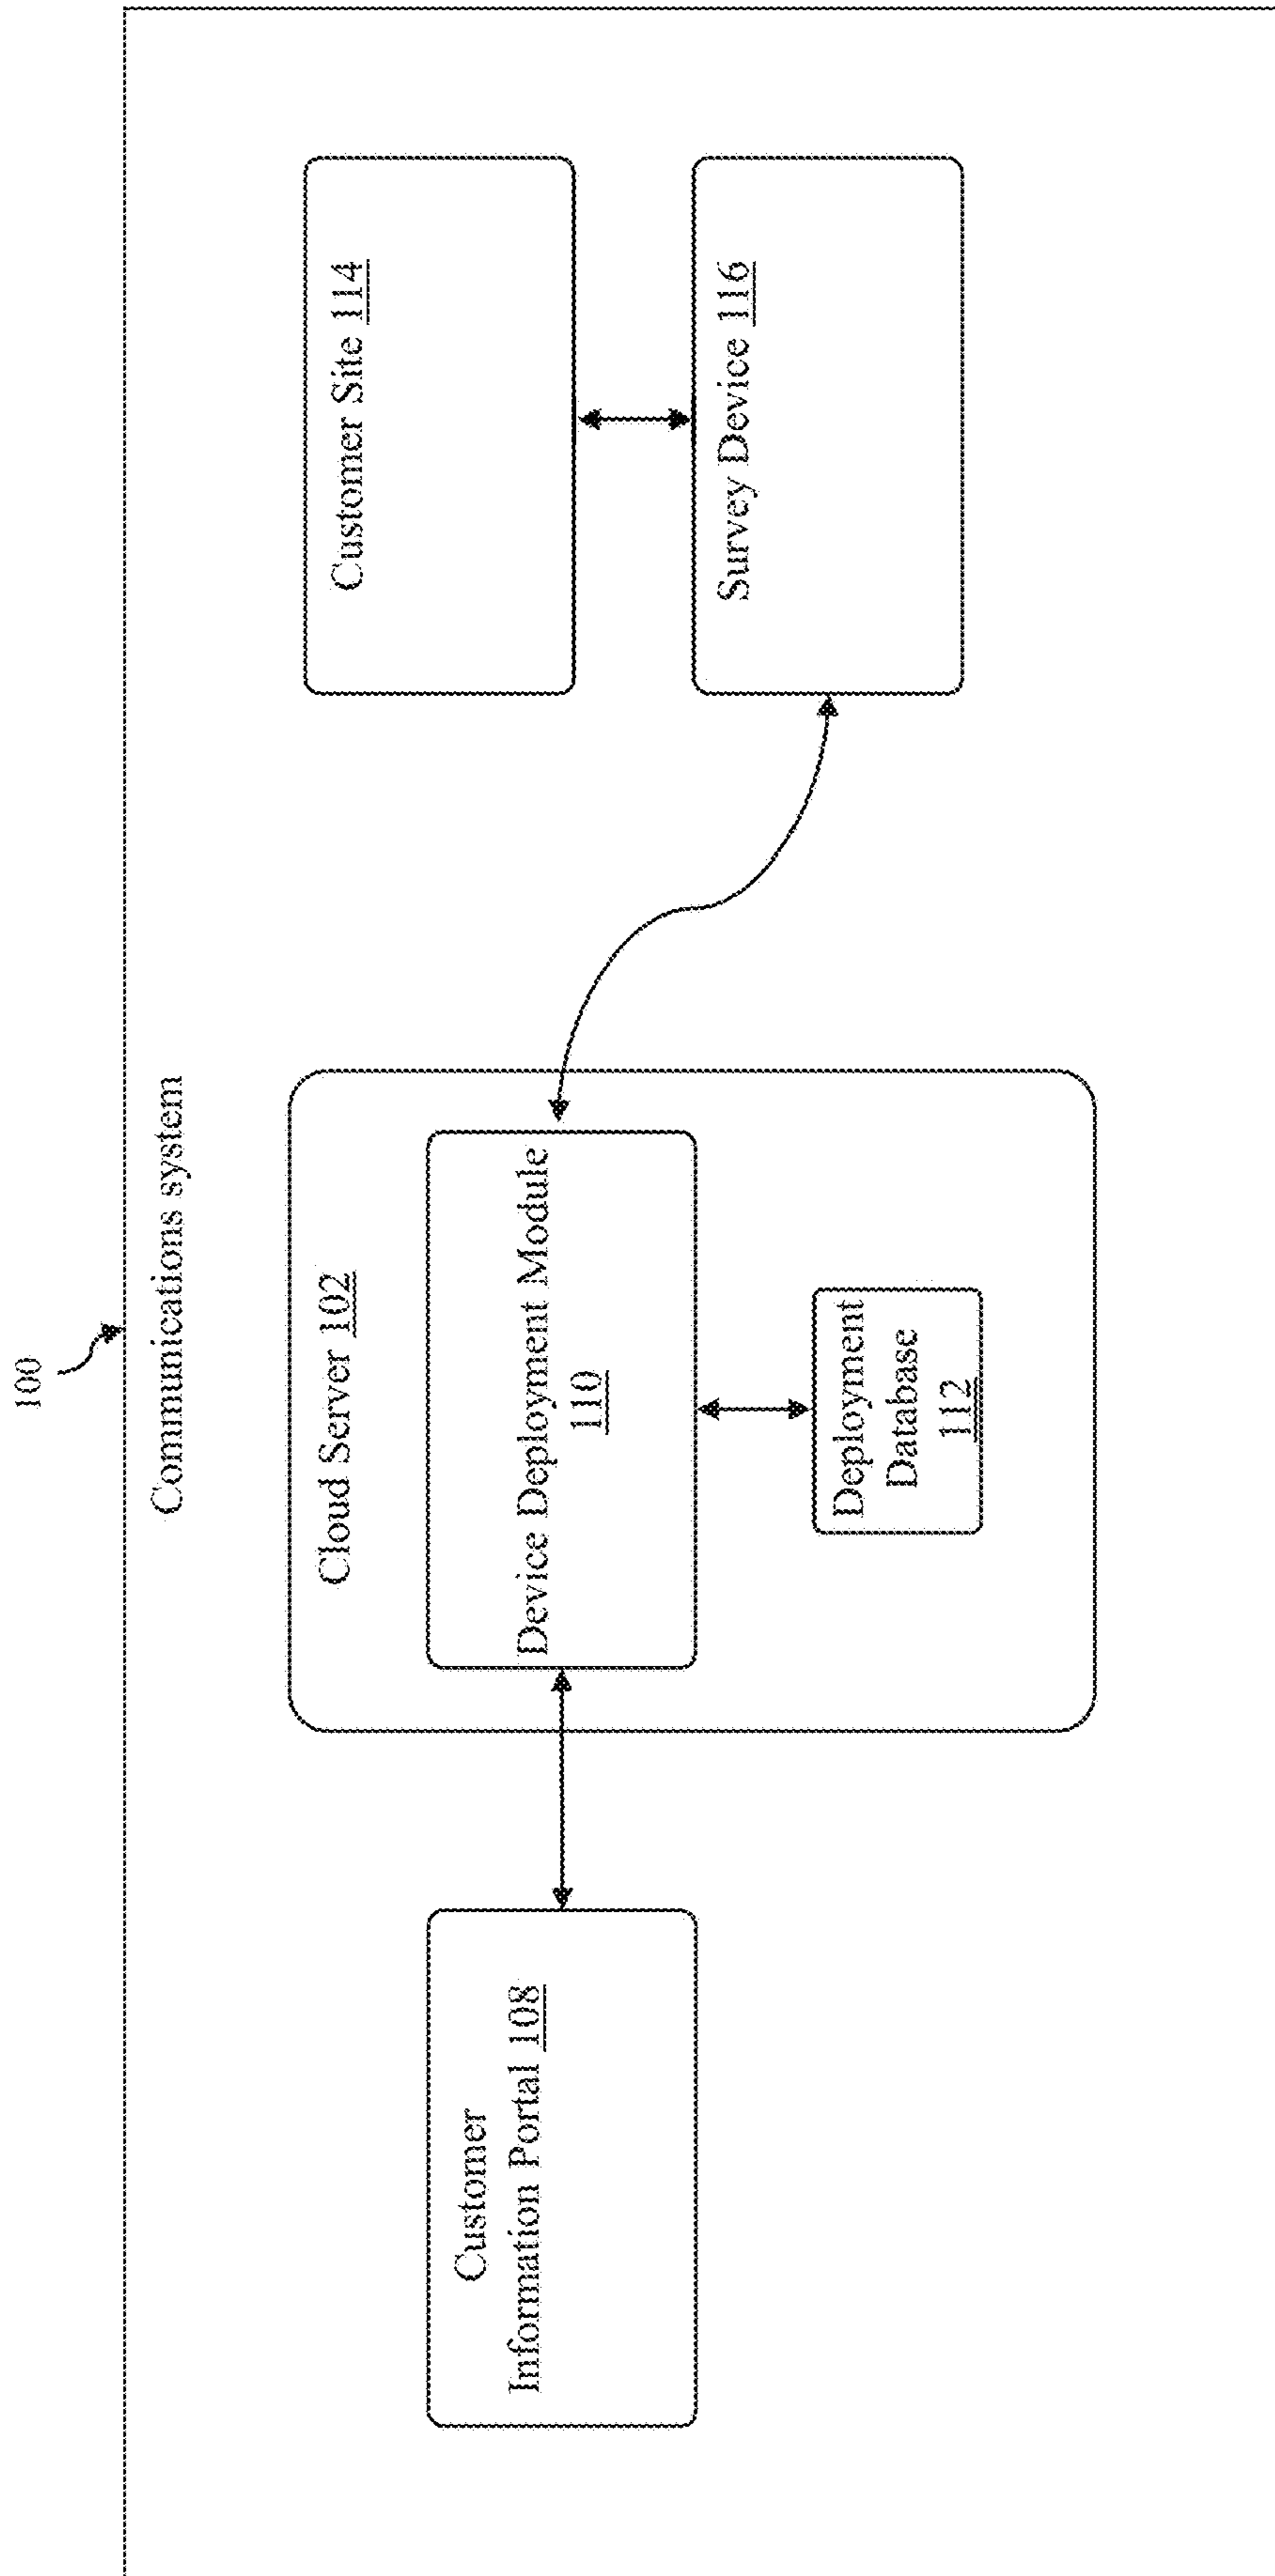 100
Communications system
Customer
Information Portal 108
Cloud Server 102
Device Deployment Module
110
Deployment
Database
112
Customer Site 114
Survey Device 116